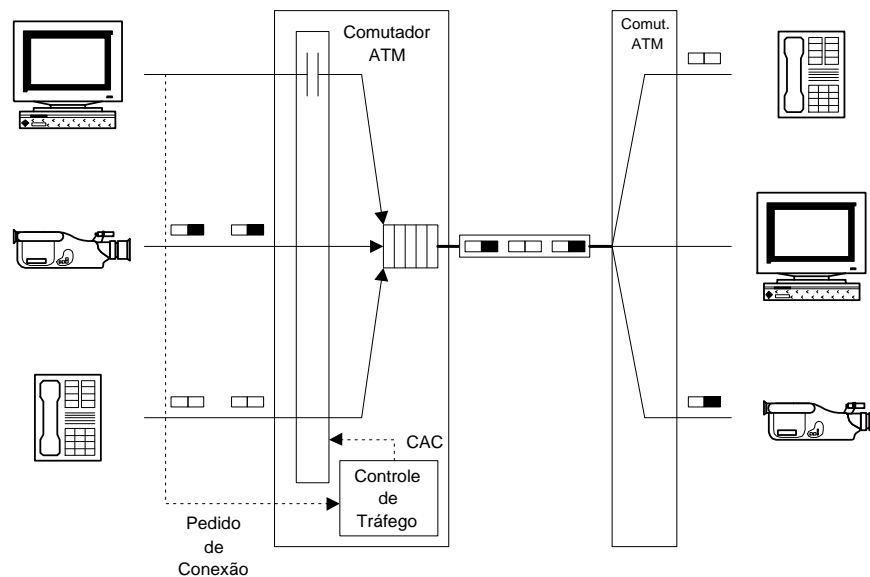 Comutador
ATM
Comut.
ATM
CAC
Controle
de
Tráfego
Pedido
de
Conexão